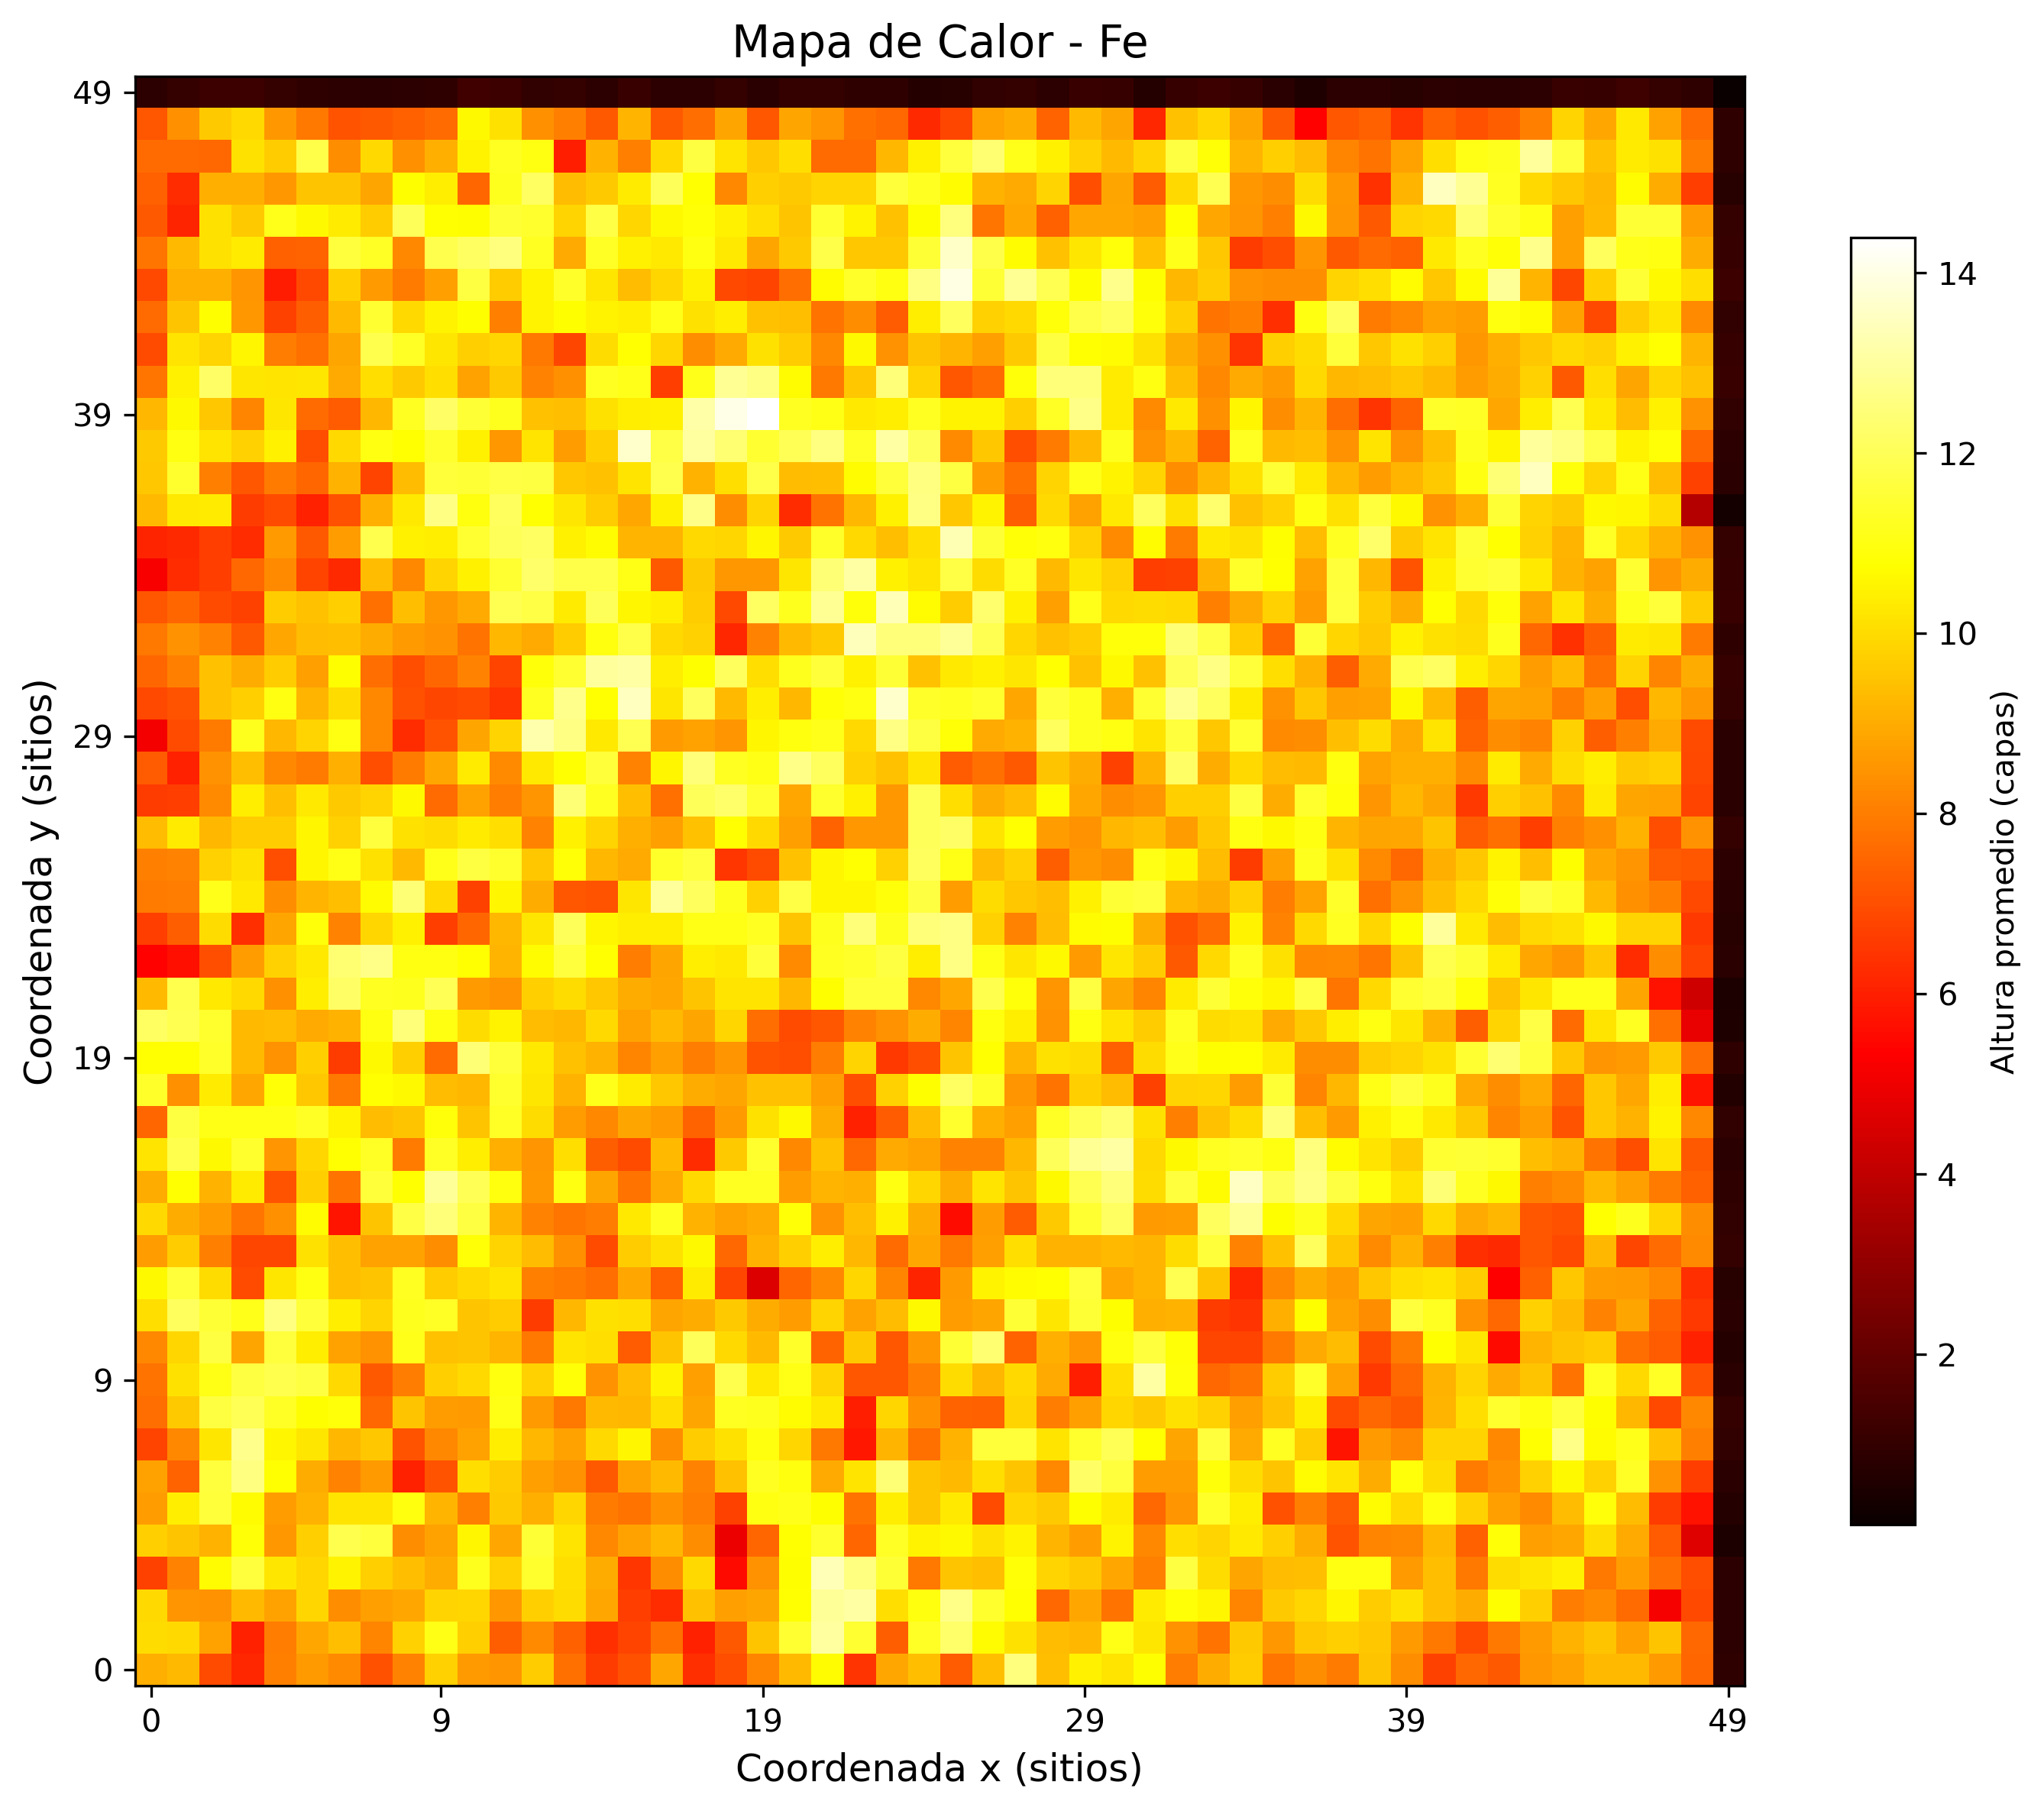 Mapa de Calor - Fe
49
39
29
19
9
0
Coordenada y (sitios)
0 9 19 29 39 49
Coordenada x (sitios)
14
12
10
8
6
4
2
Altura promedio (capas)